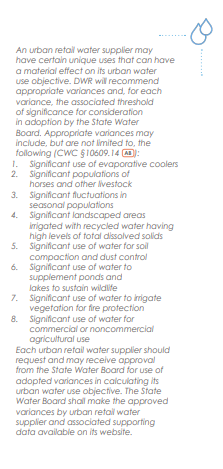 An urban retail water supplier may
have certain unique uses that can have
a material effect on its urban water
use objective. DWR will recommend
appropriate variances and, for each
variance, the associated threshold
of significance for consideration
in adoption by the State Water
Board. Appropriate variances may
include, but are not limited to, the
following (CWC §10609.14 AB):
1. Significant use of evaporative coolers
2. Significant populations of
horses and other livestock
3. Significant fluctuations in
seasonal populations
4. Significant landscaped areas
irrigated with recycled water having
high levels of total dissolved solids
5. Significant use of water for soil
compaction and dust control
6. Significant use of water to
supplement ponds and
lakes to sustain wildlife
7. Significant use of water to irrigate
vegetation for fire protection
8. Significant use of water for
commercial or noncommercial
agricultural use
Each urban retail water supplier should
request and may receive approval
from the State Water Board for use of
adopted variances in calculating its
urban water use objective. The State
Water Board shall make the approved
variances by urban retail water
supplier and associated supporting
data available on its website.